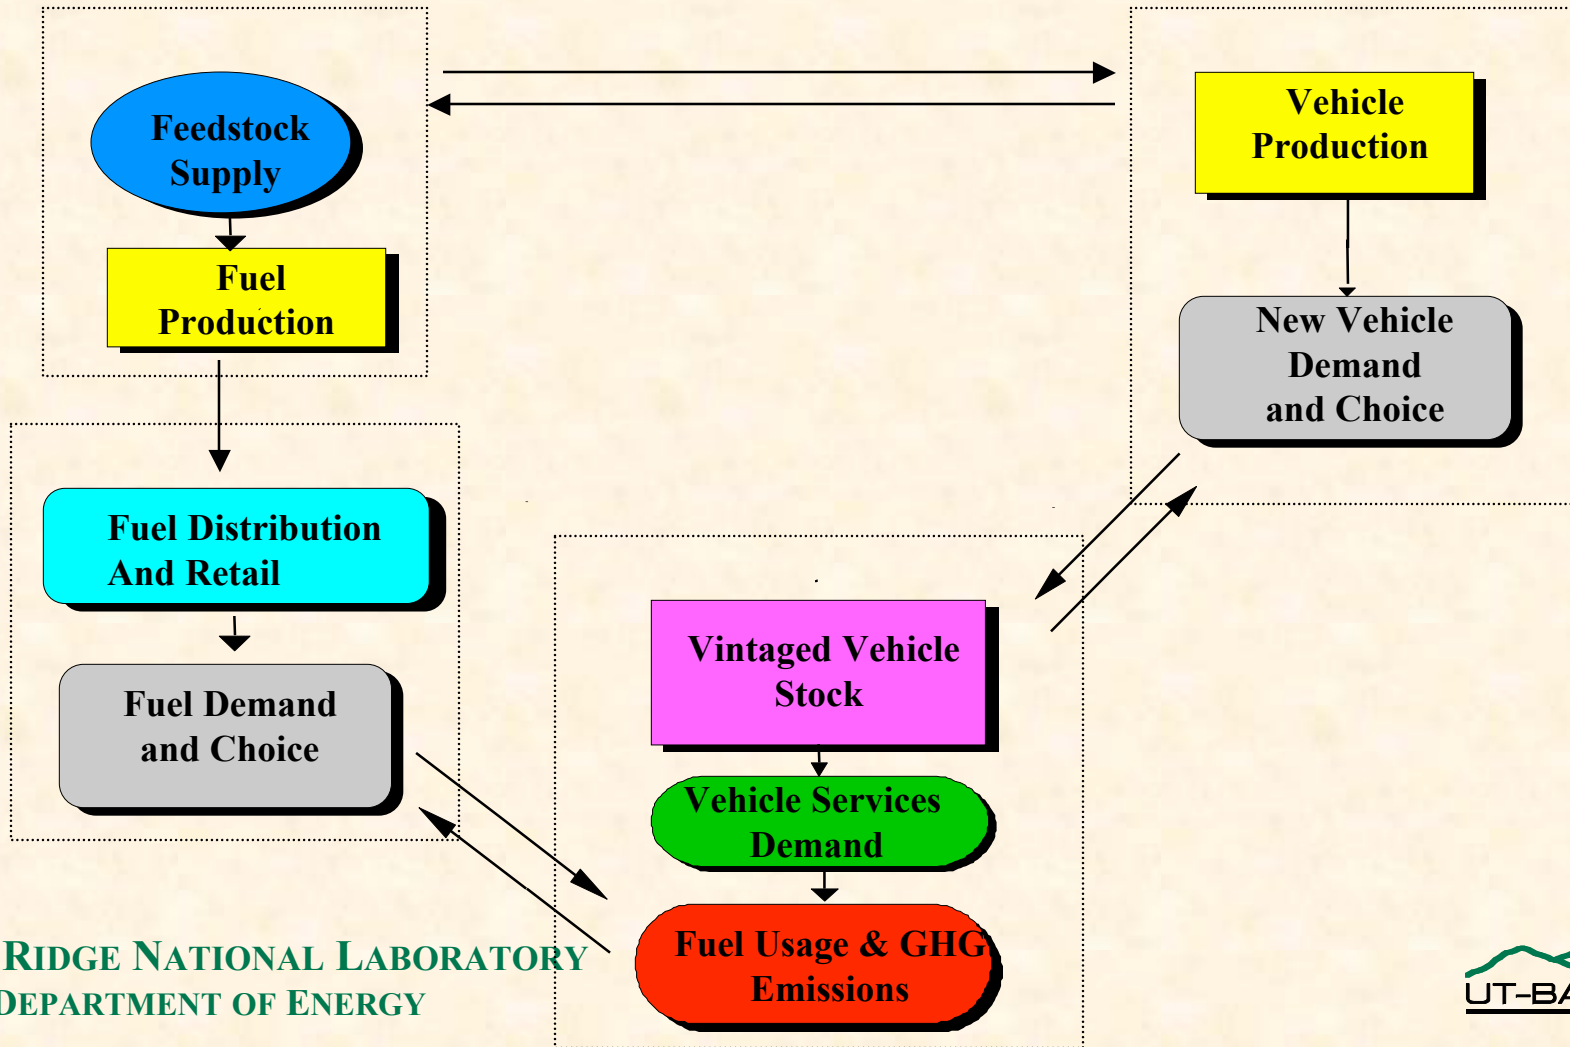 Feedstock
Supply
Fuel
Production
Vehicle
Production
New Vehicle
Demand
and Choice
Fuel Distribution
And Retail
Fuel Demand
and Choice
Vintaged Vehicle
Stock
Vehicle Services
Demand
Fuel Usage & GHG
Emissions
RIDGE NATIONAL LABORATORY
DEPARTMENT OF ENERGY
UT-BA